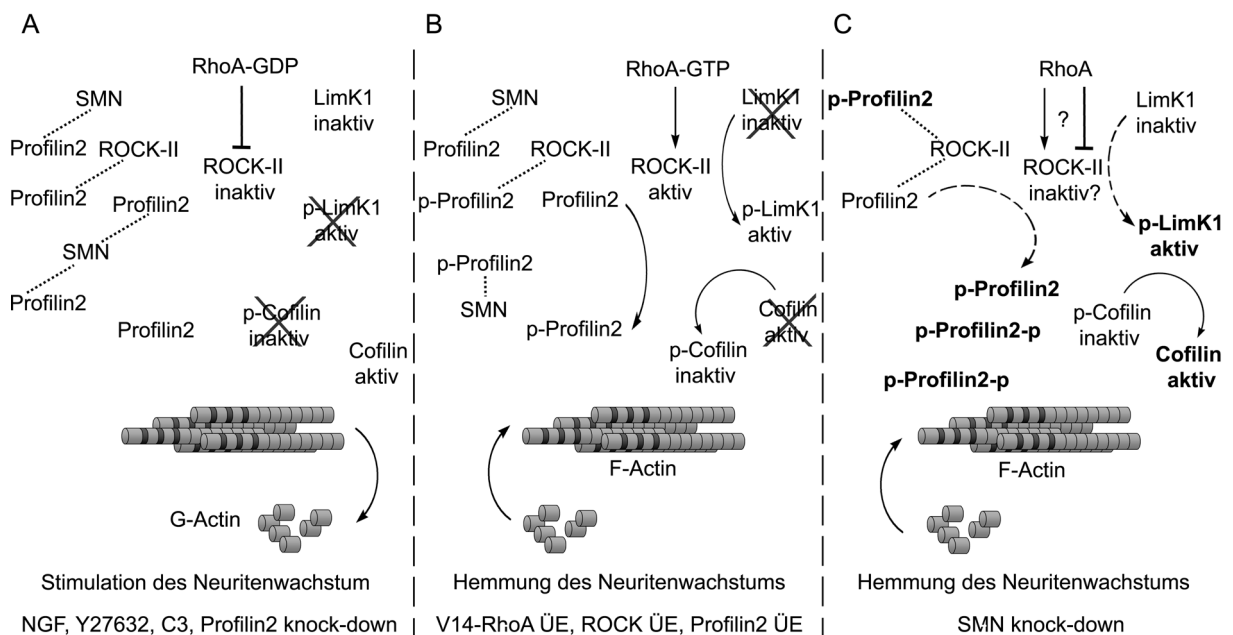 A
RhoA-GDP
SMN
LimK1
inaktiv
Profilin2
ROCK-II
ROCK-II
inaktiv
Profilin2
Profilin2
p-LimK1
aktiv
SMN
Profilin2
Profilin2
p-Cofilin
inaktiv
Cofilin
aktiv
G-Actin
Stimulation des Neuritenwachstum
NGF, Y27632, C3, Profilin2 knock-down
B
RhoA-GTP
SMN
LimK1
inaktiv
Profilin2
ROCK-II
ROCK-II
aktiv
p-Profilin2
Profilin2
p-LimK1
aktiv
p-Profilin2
SMN
p-Profilin2
Cofilin
aktiv
p-Cofilin
inaktiv
F-Actin
Hemmung des Neuritenwachstums
V14-RhoA ÜE, ROCK ÜE, Profilin2 ÜE
C
RhoA
p-Profilin2
LimK1
inaktiv
?
ROCK-II
ROCK-II
inaktiv?
Profilin2
p-LimK1
aktiv
p-Profilin2
p-Cofilin
inaktiv
p-Profilin2-p
Cofilin
aktiv
p-Profilin2-p
F-Actin
Hemmung des Neuritenwachstums
SMN knock-down